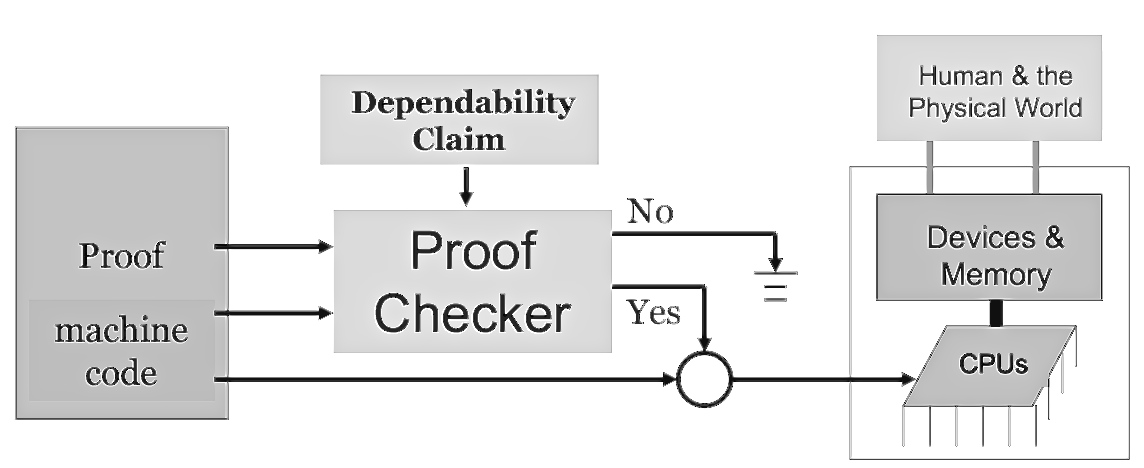 Human & the
Physical World
Dependability
Claim
No
Devices &
Memory
Proof
Proof
Checker
Yes
machine
code
CPUs